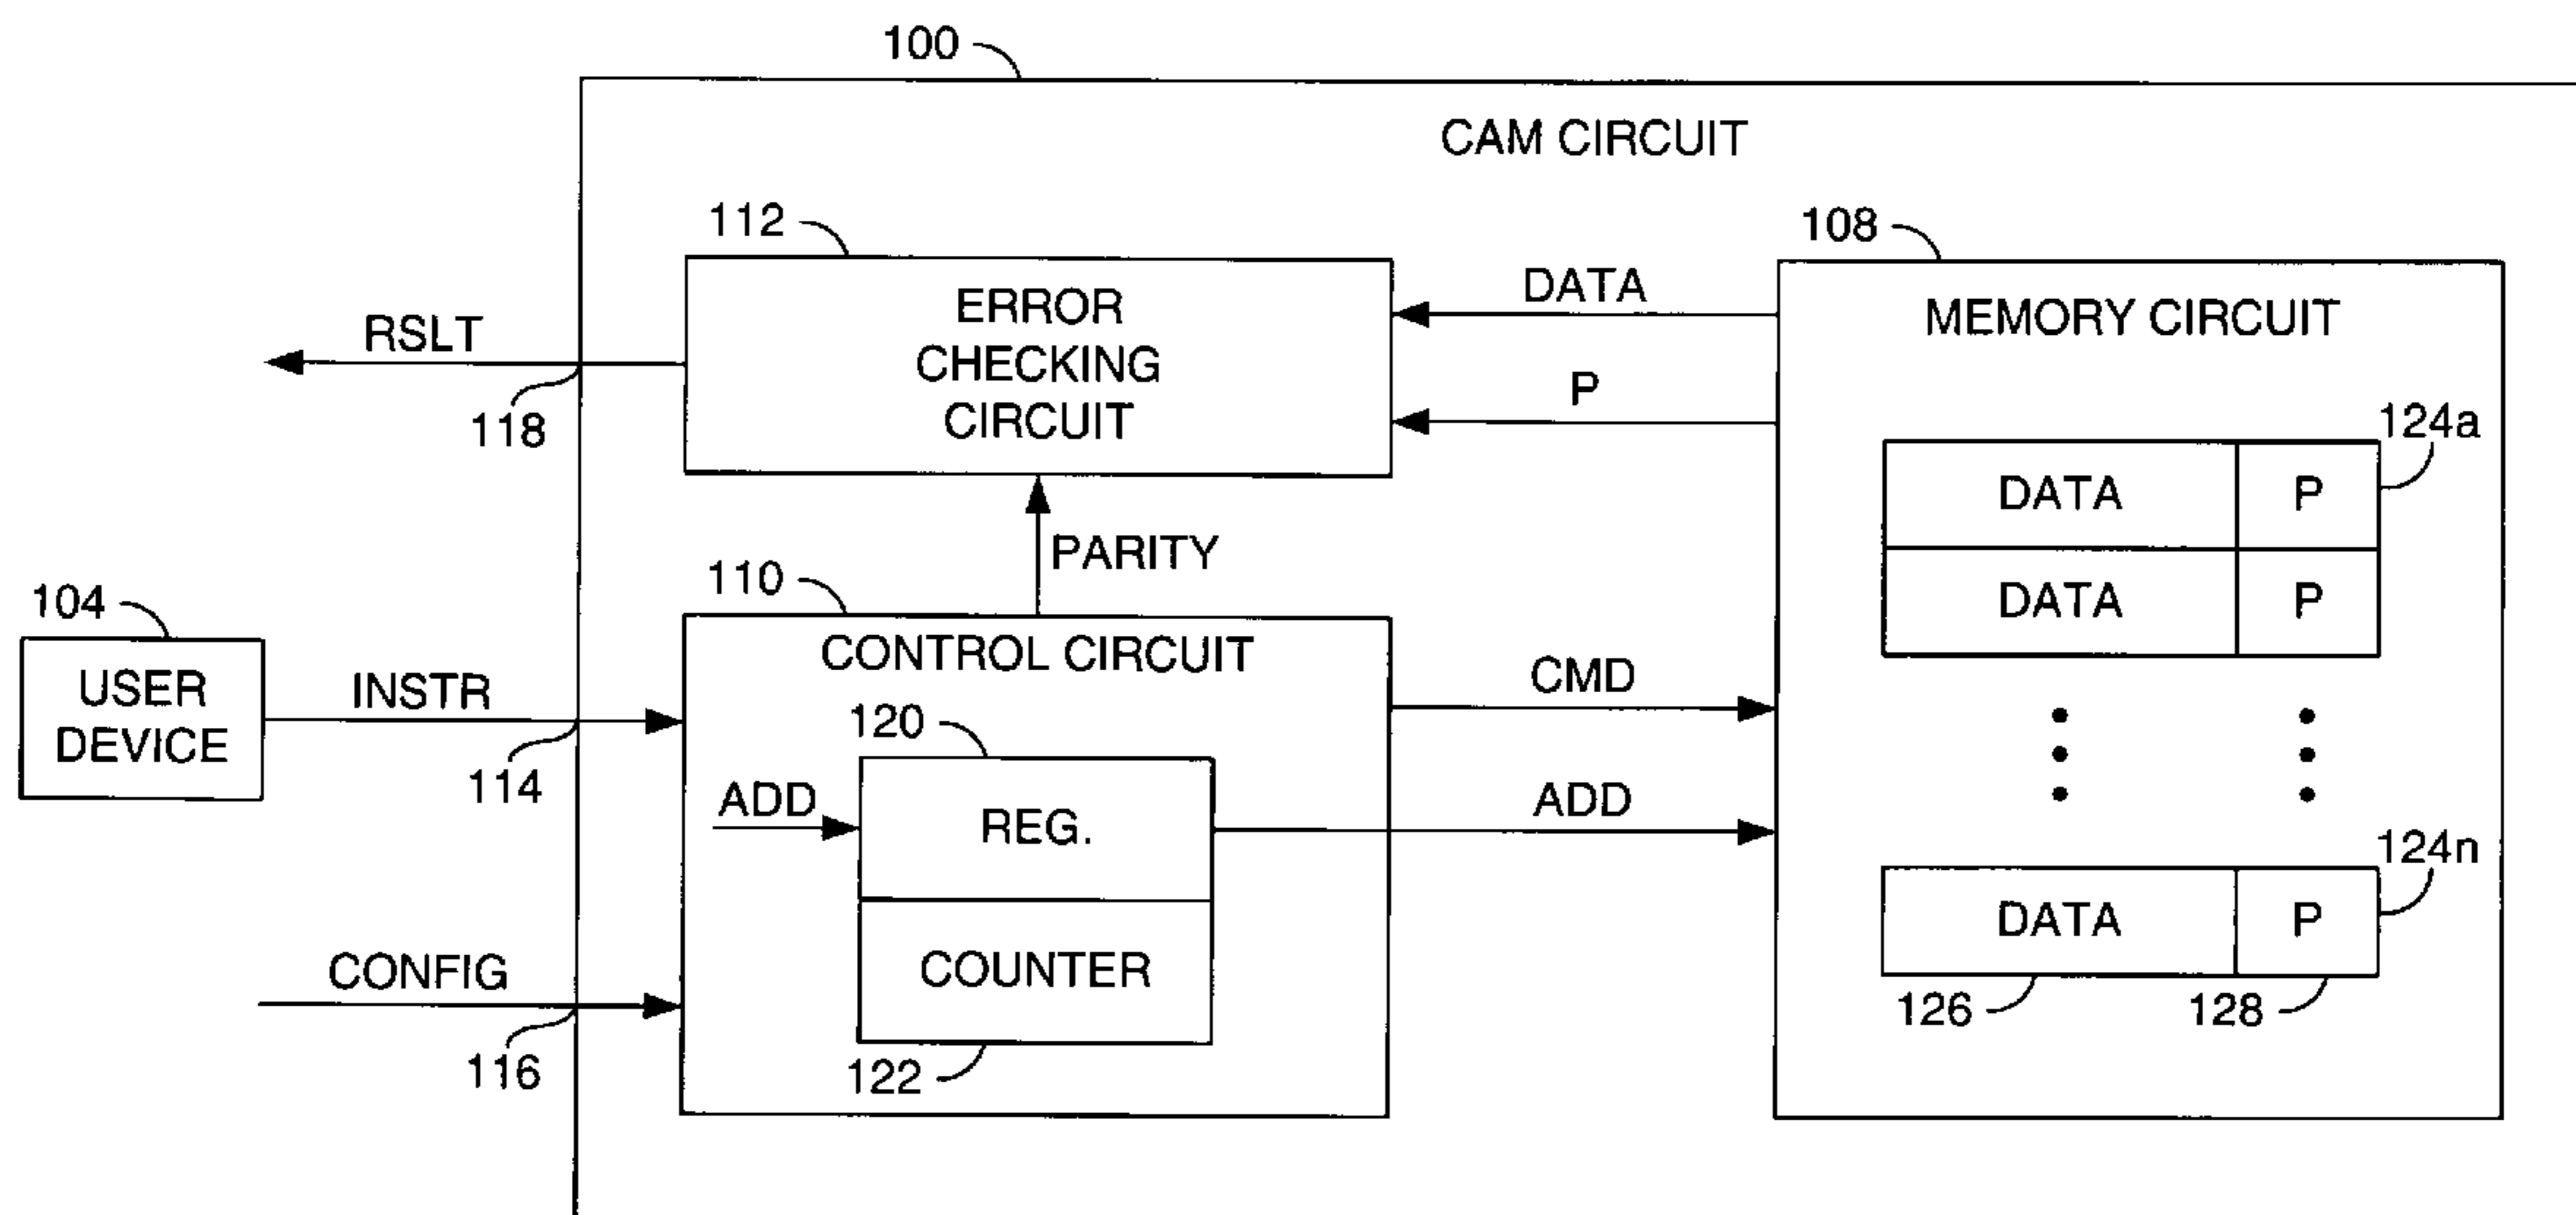 100
CAM CIRCUIT
112
108
ERROR
CHECKING
CIRCUIT
RSLT
118
DATA
P
MEMORY CIRCUIT
124a
DATA P
DATA P
PARITY
110
CONTROL CIRCUIT
104
USER
DEVICE
INSTR
114
CMD
120
ADD
REG.
ADD
124n
DATA P
126
128
CONFIG
116
COUNTER
122